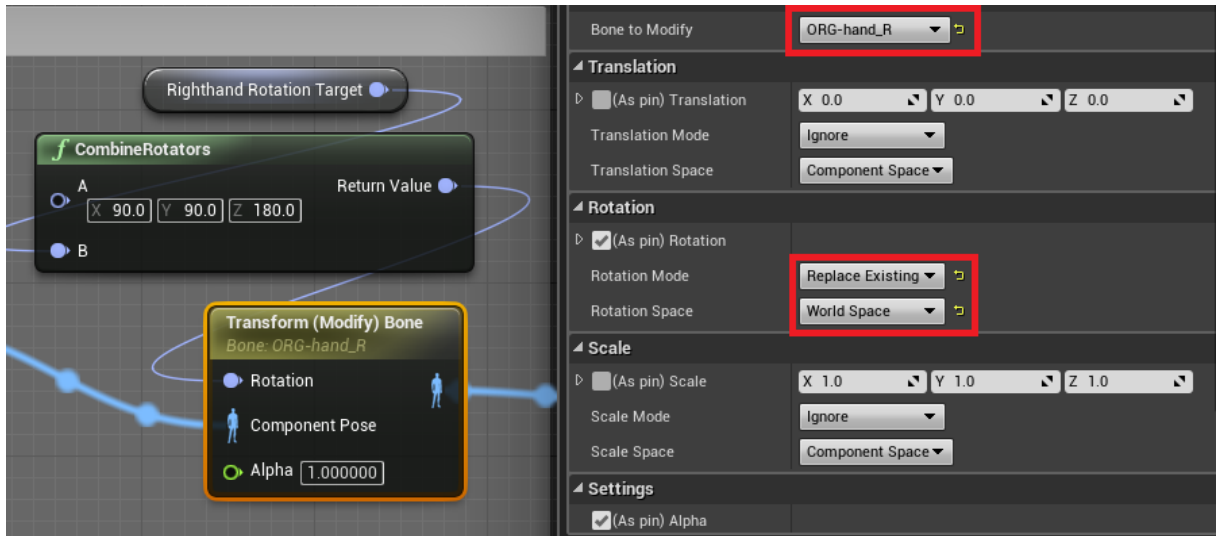 Righthand Rotation Target
f CombineRotators
A
X 90.0 Y 90.0 Z 180.0
Return Value
B
Transform (Modify) Bone
Bone: ORG-hand_R
Rotation
Component Pose
Alpha 1.000000
Bone to Modify ORG-hand_R
Translation
(As pin) Translation X 0.0 Y 0.0 Z 0.0
Translation Mode Ignore
Translation Space Component Space
Rotation
(As pin) Rotation
Rotation Mode Replace Existing
Rotation Space World Space
Scale
(As pin) Scale X 1.0 Y 1.0 Z 1.0
Scale Mode Ignore
Scale Space Component Space
Settings
(As pin) Alpha